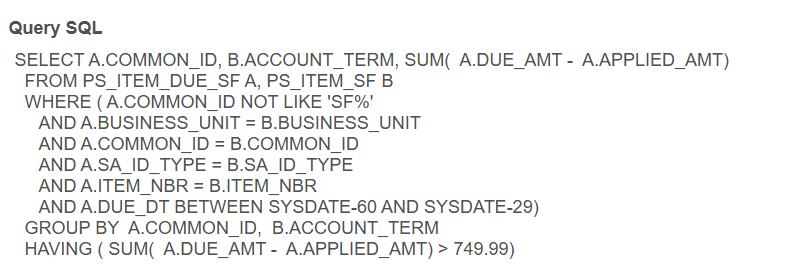 Query SQL
SELECT A.COMMON_ID, B.ACCOUNT_TERM, SUM( A.DUE_AMT - A.APPLIED_AMT)
FROM PS_ITEM_DUE_SF A, PS_ITEM_SF B
WHERE ( A.COMMON_ID NOT LIKE 'SF%'
AND A.BUSINESS_UNIT = B.BUSINESS_UNIT
AND A.COMMON_ID = B.COMMON_ID
AND A.SA_ID_TYPE = B.SA_ID_TYPE
AND A.ITEM_NBR = B.ITEM_NBR
AND A.DUE_DT BETWEEN SYSDATE-60 AND SYSDATE-29)
GROUP BY A.COMMON_ID, B.ACCOUNT_TERM
HAVING ( SUM( A.DUE_AMT - A.APPLIED_AMT) > 749.99)